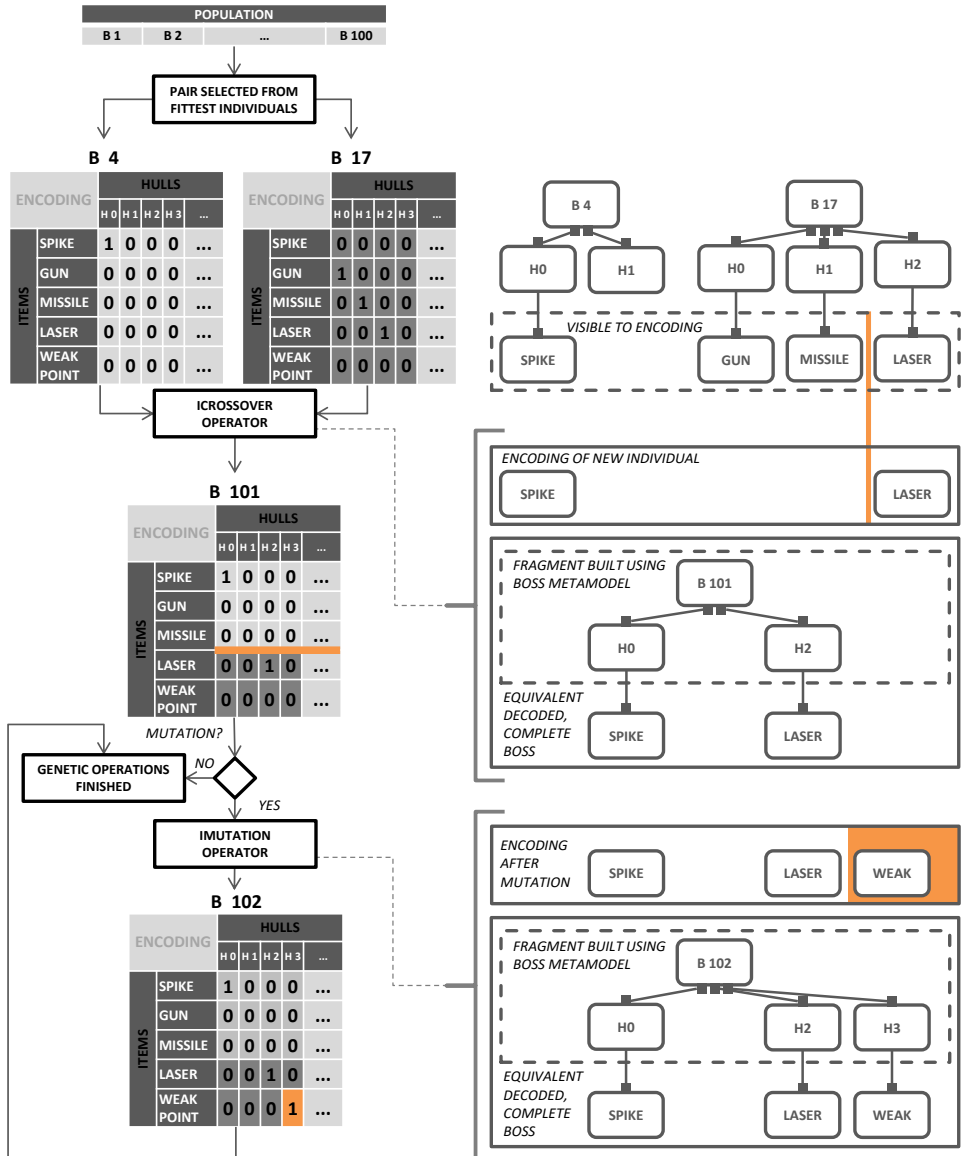 POPULATION
B 1 B 2 ... B 100
PAIR SELECTED FROM
FITTEST INDIVIDUALS
B 4
ENCODING HULLS
H 0 H 1 H 2 H 3 ...
ITEMS
SPIKE 1 0 0 0 ...
GUN 0 0 0 0 ...
MISSILE 0 0 0 0 ...
LASER 0 0 0 0 ...
WEAK
POINT 0 0 0 0 ...
B 17
ENCODING HULLS
H 0 H 1 H 2 H 3 ...
ITEMS
SPIKE 0 0 0 0 ...
GUN 1 0 0 0 ...
MISSILE 0 1 0 0 ...
LASER 0 0 1 0 ...
WEAK
POINT 0 0 0 0 ...
B 4
H0 H1
B 17
H0 H1 H2
VISIBLE TO ENCODING
SPIKE GUN MISSILE LASER
ICROSSOVER
OPERATOR
ENCODING OF NEW INDIVIDUAL
SPIKE LASER
B 101
ENCODING HULLS
H 0 H 1 H 2 H 3 ...
ITEMS
SPIKE 1 0 0 0 ...
GUN 0 0 0 0 ...
MISSILE 0 0 0 0 ...
LASER 0 0 1 0 ...
WEAK
POINT 0 0 0 0 ...
FRAGMENT BUILT USING
BOSS METAMODEL
B 101
H0 H2
EQUIVALENT
DECODED,
COMPLETE
BOSS
SPIKE LASER
MUTATION?
NO
GENETIC OPERATIONS
FINISHED
YES
IMUTATION
OPERATOR
ENCODING
AFTER
MUTATION
SPIKE LASER WEAK
B 102
ENCODING HULLS
H 0 H 1 H 2 H 3 ...
ITEMS
SPIKE 1 0 0 0 ...
GUN 0 0 0 0 ...
MISSILE 0 0 0 0 ...
LASER 0 0 1 0 ...
WEAK
POINT 0 0 0 1 ...
FRAGMENT BUILT USING
BOSS METAMODEL
B 102
H0 H2 H3
EQUIVALENT
DECODED,
COMPLETE
BOSS
SPIKE LASER WEAK